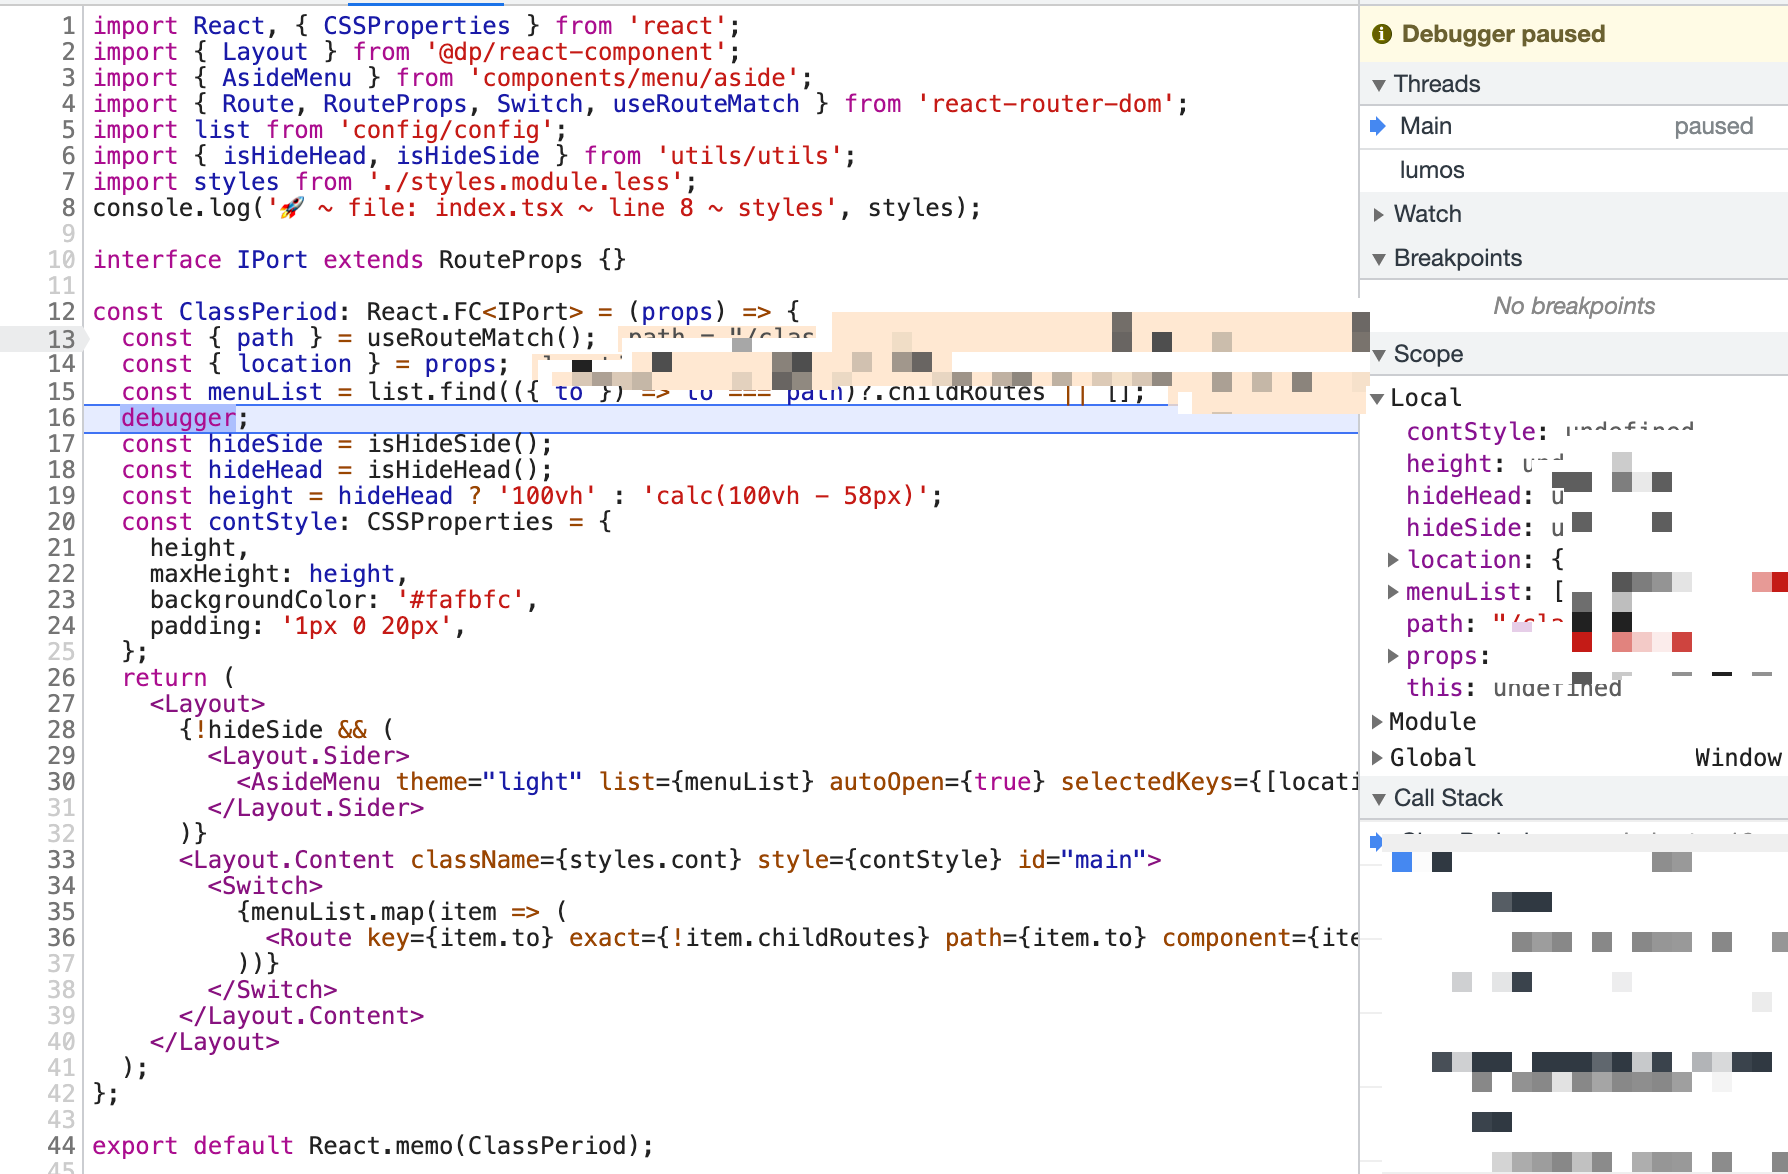 1 import React, { CSSProperties } from 'react';
2 import { Layout } from '@dp/react-component';
3 import { AsideMenu } from 'components/menu/aside';
4 import { Route, RouteProps, Switch, useRouteMatch } from 'react-router-dom';
5 import list from 'config/config';
6 import { isHideHead, isHideSide } from 'utils/utils';
7 import styles from './styles.module.less';
8 console.log('🚀 ~ file: index.tsx ~ line 8 ~ styles', styles);
9
10 interface IPort extends RouteProps {}
11
12 const ClassPeriod: React.FC<IPort> = (props) => {
13 const { path } = useRouteMatch(); path = "/clas
14 const { location } = props;
15 const menuList = list.find(({ to }) => to === path)?.childRoutes || [];
16 debugger;
17 const hideSide = isHideSide();
18 const hideHead = isHideHead();
19 const height = hideHead ? '100vh' : 'calc(100vh - 58px)';
20 const contStyle: CSSProperties = {
21 height,
22 maxHeight: height,
23 backgroundColor: '#fafbfc',
24 padding: '1px 0 20px',
25 };
26 return (
27 <Layout>
28 {!hideSide && (
29 <Layout.Sider>
30 <AsideMenu theme="light" list={menuList} autoOpen={true} selectedKeys={[locati
31 </Layout.Sider>
32 )}
33 <Layout.Content className={styles.cont} style={contStyle} id="main">
34 <Switch>
35 {menuList.map(item => (
36 <Route key={item.to} exact={!item.childRoutes} path={item.to} component={ite
37 ))}
38 </Switch>
39 </Layout.Content>
40 </Layout>
41 );
42 };
43
44 export default React.memo(ClassPeriod);
45
Debugger paused
Threads
Main paused
lumos
Watch
Breakpoints
No breakpoints
Scope
Local
contStyle: undefined
height: und
hideHead: u
hideSide: u
location: {
menuList: [
path: "/cla
props:
this: undefined
Module
Global Window
Call Stack